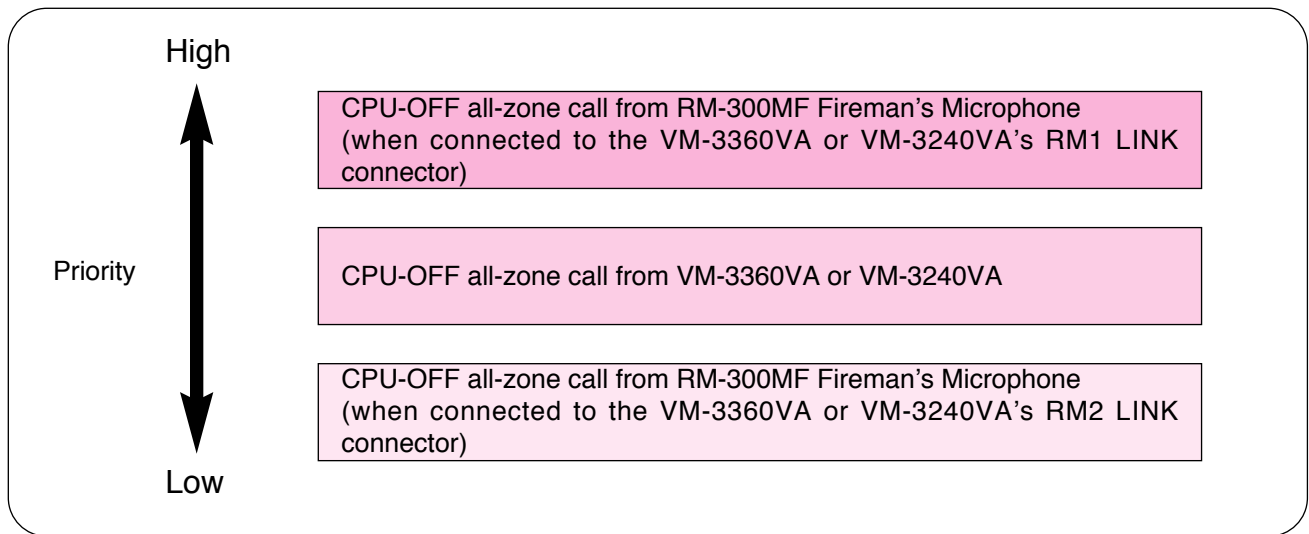 High
CPU-OFF all-zone call from RM-300MF Fireman's Microphone
(when connected to the VM-3360VA or VM-3240VA's RM1 LINK
connector)
Priority
CPU-OFF all-zone call from VM-3360VA or VM-3240VA
CPU-OFF all-zone call from RM-300MF Fireman's Microphone
(when connected to the VM-3360VA or VM-3240VA's RM2 LINK
connector)
Low